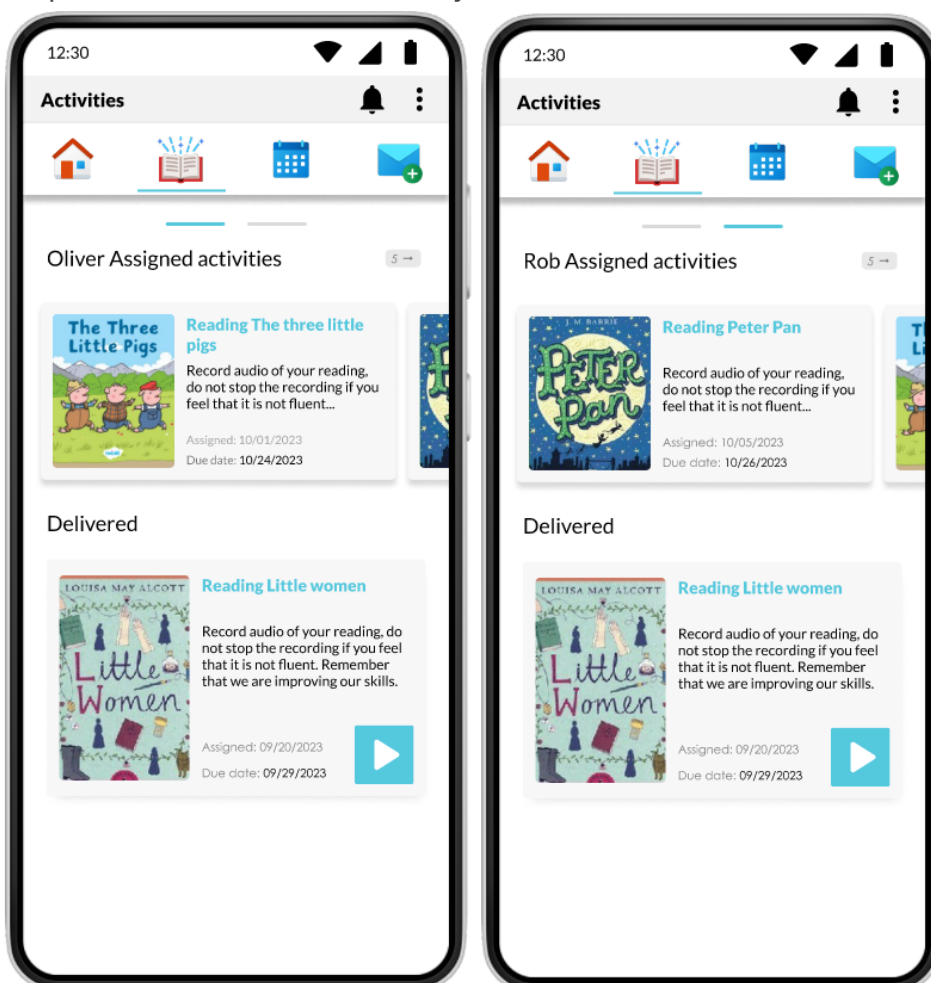 12:30
Activities
Oliver Assigned activities
5 →
The Three
Little Pigs
Reading The three little
pigs
Record audio of your reading,
do not stop the recording if you
feel that it is not fluent...
Assigned: 10/01/2023
Due date: 10/24/2023
Delivered
LOUISA MAY ALCOTT
Little
Women
Reading Little women
Record audio of your reading, do
not stop the recording if you feel
that it is not fluent. Remember
that we are improving our skills.
Assigned: 09/20/2023
Due date: 09/29/2023
12:30
Activities
Rob Assigned activities
5 →
J. M. BARRIE
PETER
Pan
Reading Peter Pan
Record audio of your reading,
do not stop the recording if you
feel that it is not fluent...
Assigned: 10/05/2023
Due date: 10/26/2023
Delivered
LOUISA MAY ALCOTT
Little
Women
Reading Little women
Record audio of your reading, do
not stop the recording if you feel
that it is not fluent. Remember
that we are improving our skills.
Assigned: 09/20/2023
Due date: 09/29/2023